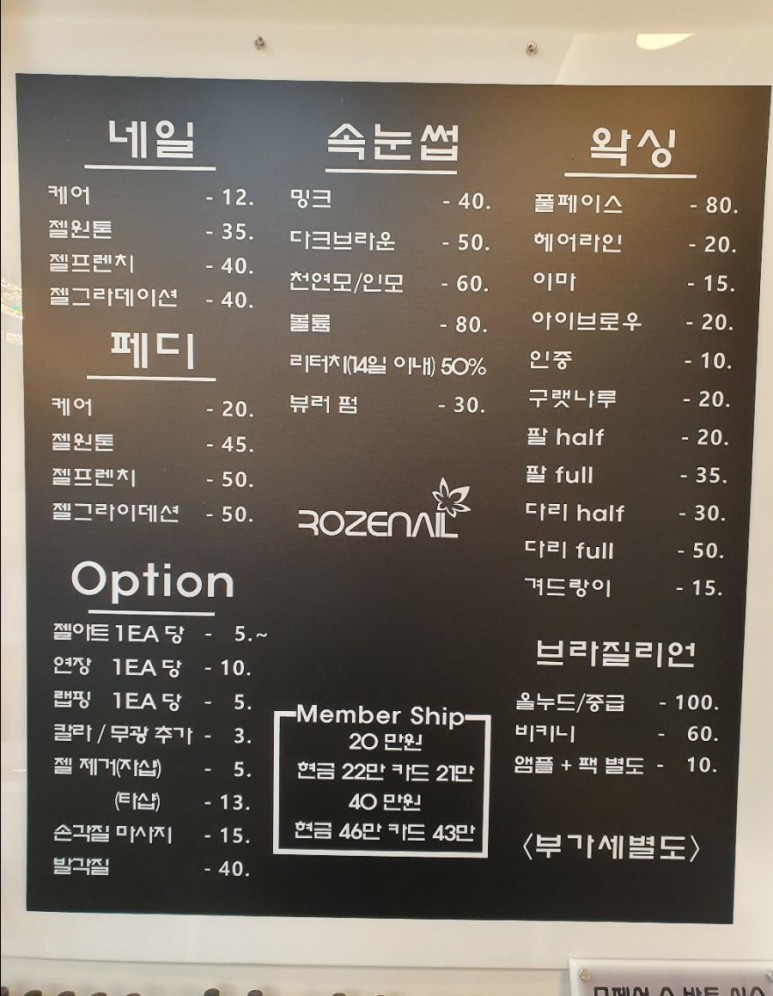 네일
케어 - 12.
젤원톤 - 35.
젤프렌치 - 40.
젤그라데이션 - 40.
페디
케어 - 20.
젤원톤 - 45.
젤프렌치 - 50.
젤그라이데션 - 50.
Option
젤아트 1EA 당 - 5.~
연장 1EA 당 - 10.
랩핑 1EA 당 - 5.
칼라 / 무광 추가 - 3.
젤 제거(자샵) - 5.
(타샵) - 13.
손각질 마사지 - 15.
발각질 - 40.
속눈썹
밍크 - 40.
다크브라운 - 50.
천연모/인모 - 60.
볼륨 - 80.
리터치(14일 이내) 50%
뷰러 펌 - 30.
ROZENAIL
Member Ship
20 만원
현금 22만 카드 21만
40 만원
현금 46만 카드 43만
왁싱
풀페이스 - 80.
헤어라인 - 20.
이마 - 15.
아이브로우 - 20.
인중 - 10.
구랫나루 - 20.
팔 half - 20.
팔 full - 35.
다리 half - 30.
다리 full - 50.
겨드랑이 - 15.
브라질리언
올누드/중급 - 100.
비키니 - 60.
앰플 + 팩 별도 - 10.
〈부가세별도〉